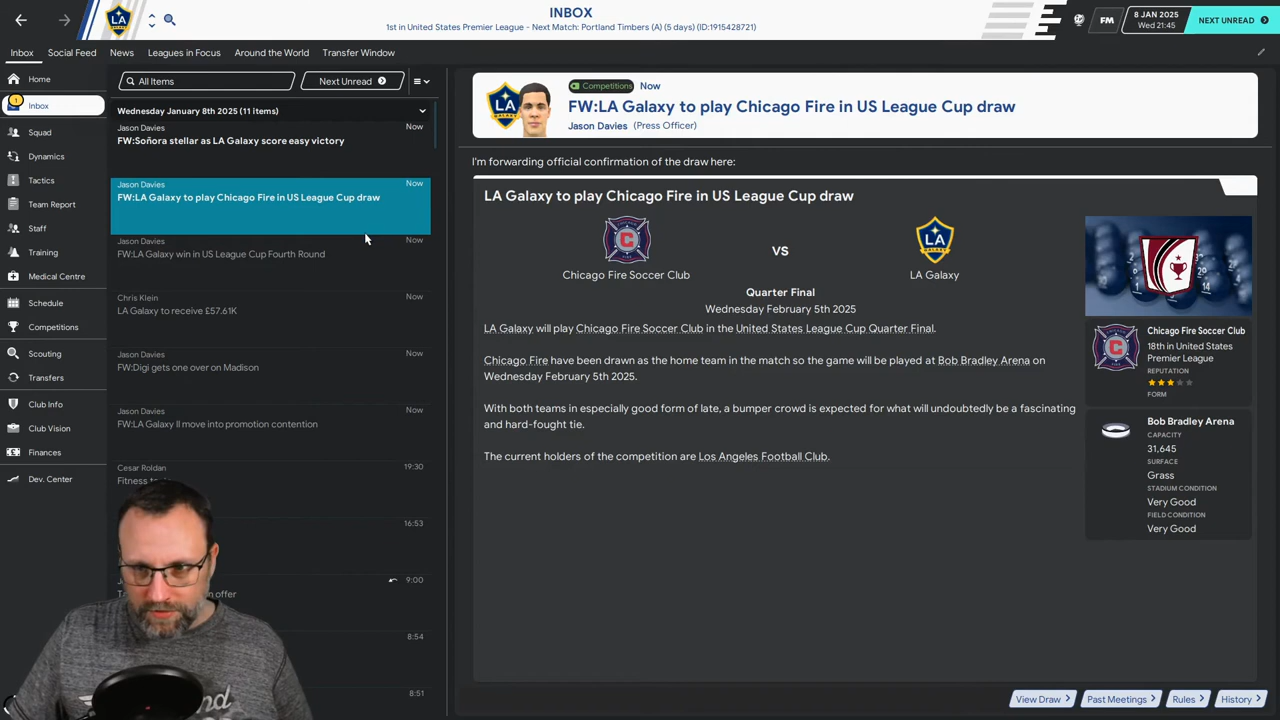 INBOX
1st in United States Premier League - Next Match: Portland Timbers (A) (5 days) (ID:1915428721)
FM
8 JAN 2025
Wed 21:45
NEXT UNREAD
Inbox
Social Feed
News
Leagues in Focus
Around the World
Transfer Window
Home
1
Inbox
Squad
Dynamics
Tactics
Team Report
Staff
Training
Medical Centre
Schedule
Competitions
Scouting
Transfers
Club Info
Club Vision
Finances
Dev. Center
All Items
Next Unread
Wednesday January 8th 2025 (11 items)
Jason Davies
Now
FW:Soñora stellar as LA Galaxy score easy victory
Jason Davies
Now
FW:LA Galaxy to play Chicago Fire in US League Cup draw
Jason Davies
Now
FW:LA Galaxy win in US League Cup Fourth Round
Chris Klein
Now
LA Galaxy to receive £57.61K
Jason Davies
Now
FW:Digi gets one over on Madison
Jason Davies
Now
FW:LA Galaxy II move into promotion contention
Cesar Roldan
19:30
Fitness
16:53
9:00
offer
8:54
8:51
LA
Competitions
Now
FW:LA Galaxy to play Chicago Fire in US League Cup draw
Jason Davies (Press Officer)
I'm forwarding official confirmation of the draw here:
LA Galaxy to play Chicago Fire in US League Cup draw
C
VS
LA
Chicago Fire Soccer Club
LA Galaxy
Quarter Final
Wednesday February 5th 2025
LA Galaxy will play Chicago Fire Soccer Club in the United States League Cup Quarter Final.
Chicago Fire have been drawn as the home team in the match so the game will be played at Bob Bradley Arena on
Wednesday February 5th 2025.
With both teams in especially good form of late, a bumper crowd is expected for what will undoubtedly be a fascinating
and hard-fought tie.
The current holders of the competition are Los Angeles Football Club.
Chicago Fire Soccer Club
18th in United States
Premier League
REPUTATION
FORM
Bob Bradley Arena
CAPACITY
31,645
SURFACE
Grass
STADIUM CONDITION
Very Good
FIELD CONDITION
Very Good
View Draw
Past Meetings
Rules
History